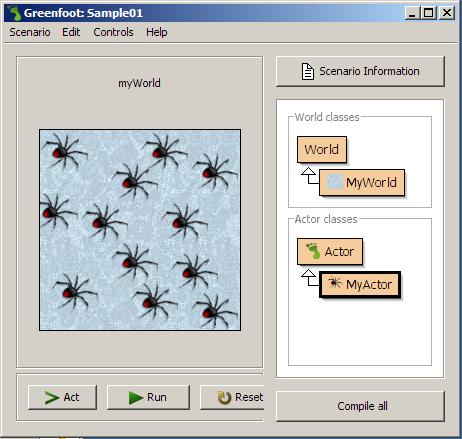 Greenfoot: Sample01
Scenario Edit Controls Help
myWorld
Scenario Information
World classes
World
MyWorld
Actor classes
Actor
MyActor
Act Run Reset
Compile all